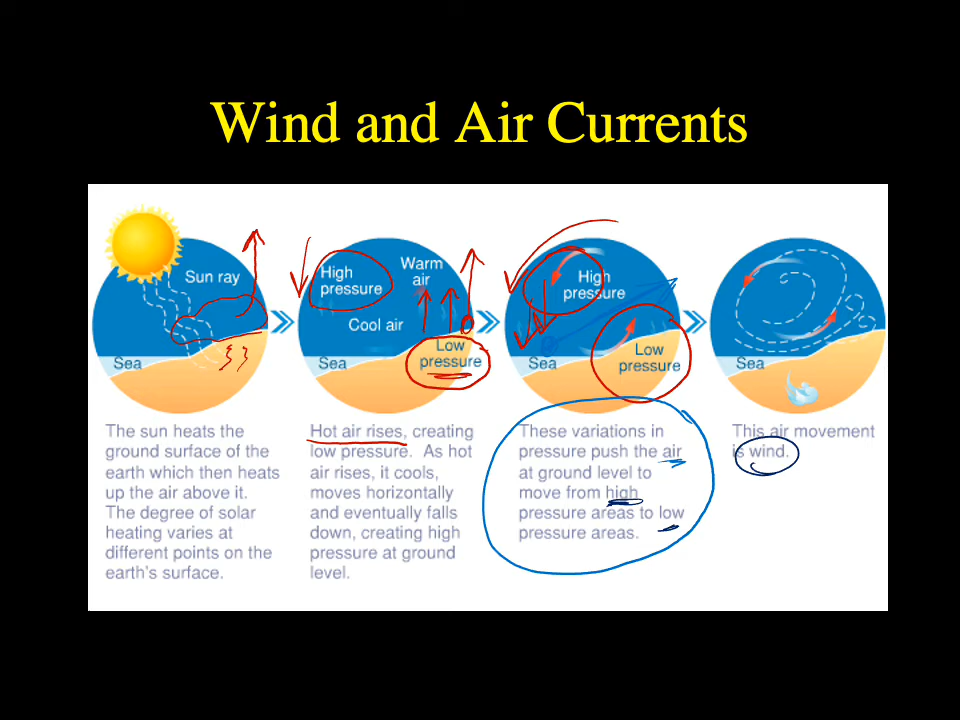 Wind and Air Currents
Sun ray
Sea
High
pressure
Warm
air
Cool air
Low
pressure
Sea
High
pressure
Low
pressure
Sea
Sea
The sun heats the
ground surface of the
earth which then heats
up the air above it.
The degree of solar
heating varies at
different points on the
earth's surface.
Hot air rises, creating
low pressure. As hot
air rises, it cools,
moves horizontally
and eventually falls
down, creating high
pressure at ground
level.
These variations in
pressure push the air
at ground level to
move from high
pressure areas to low
pressure areas.
This air movement
is wind.